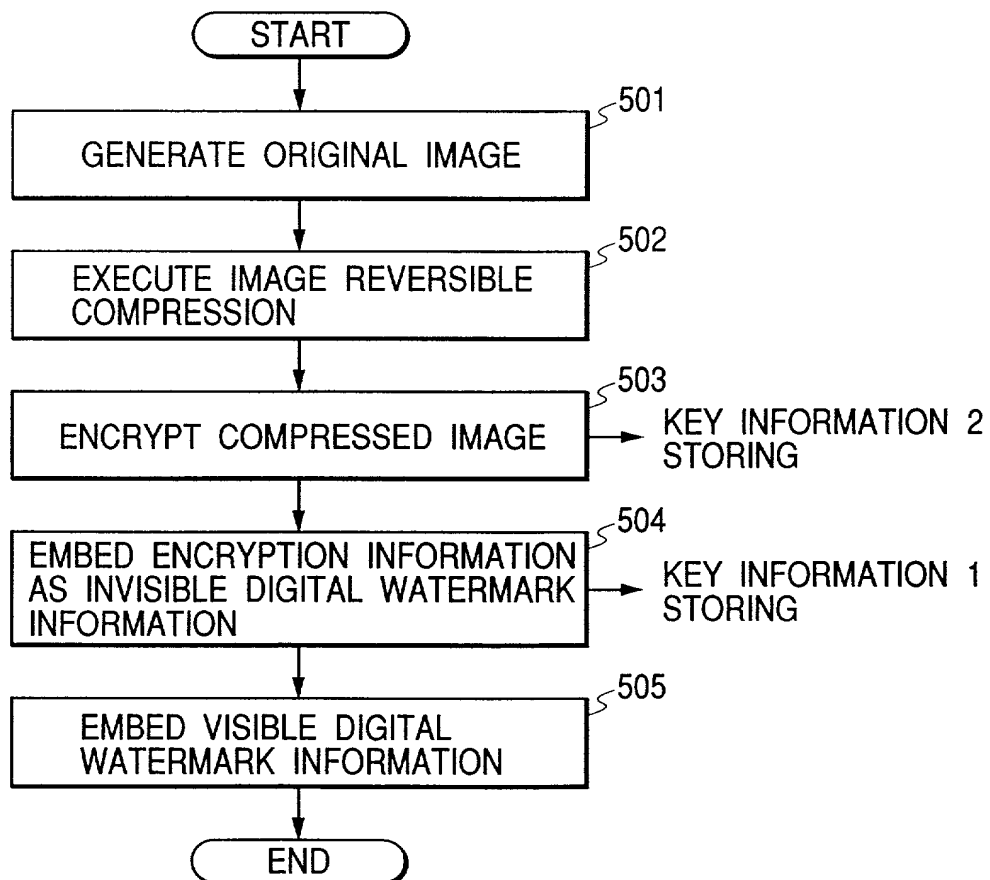 START
501
GENERATE ORIGINAL IMAGE
502
EXECUTE IMAGE REVERSIBLE
COMPRESSION
503
ENCRYPT COMPRESSED IMAGE
KEY INFORMATION 2
STORING
504
EMBED ENCRYPTION INFORMATION
AS INVISIBLE DIGITAL WATERMARK
INFORMATION
KEY INFORMATION 1
STORING
505
EMBED VISIBLE DIGITAL
WATERMARK INFORMATION
END